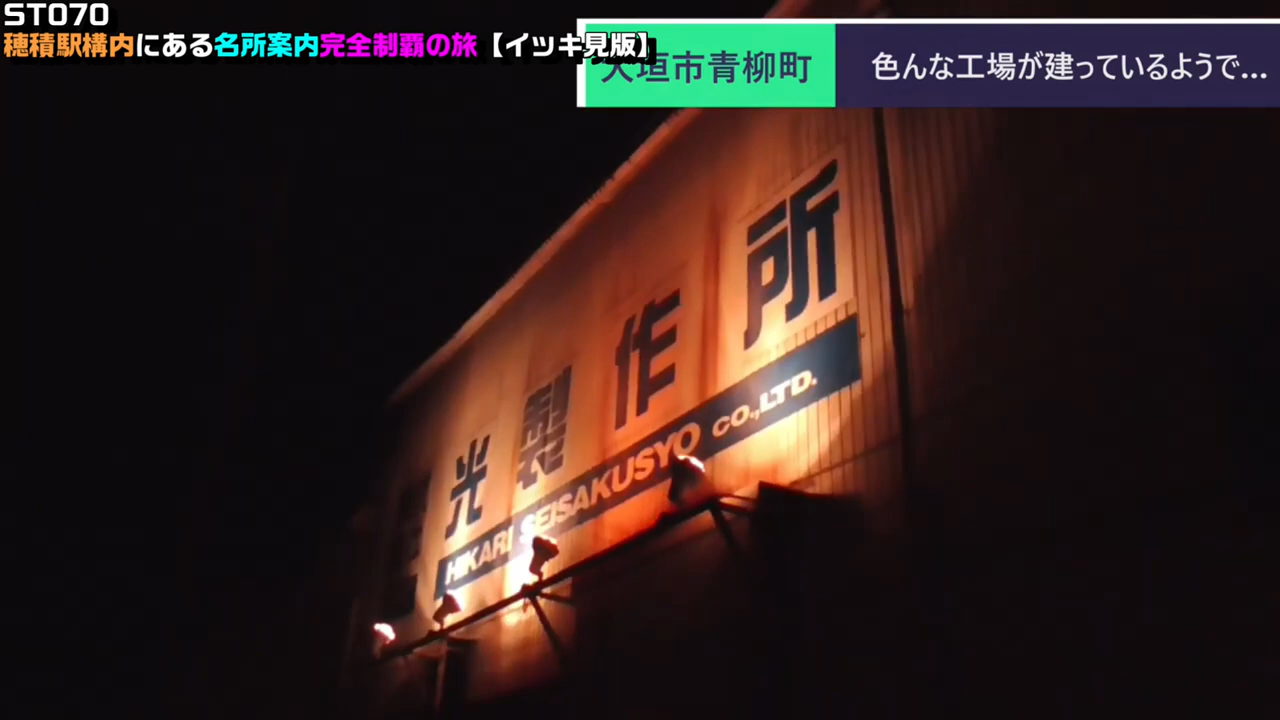 ST070
穂積駅構内にある名所案内完全制覇の旅【イッキ見版】
大垣市青柳町
色んな工場が建っているようで...
光製作所
HIKARI SEISAKUSYO CO.,LTD.